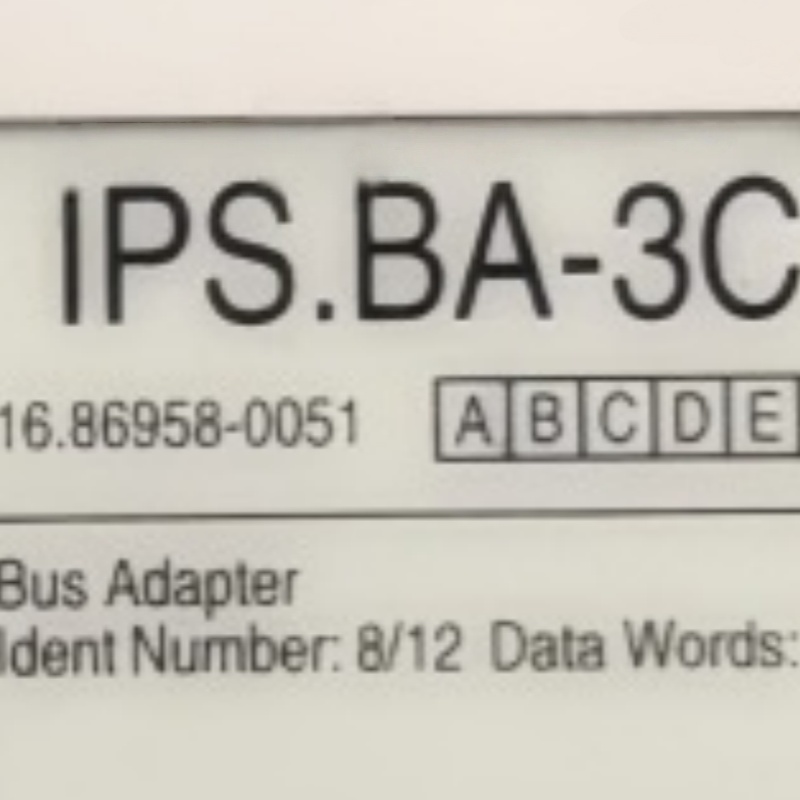 IPS.BA-3C
16.86958-0051 A B C D E
Bus Adapter
Ident Number: 8/12 Data Words: